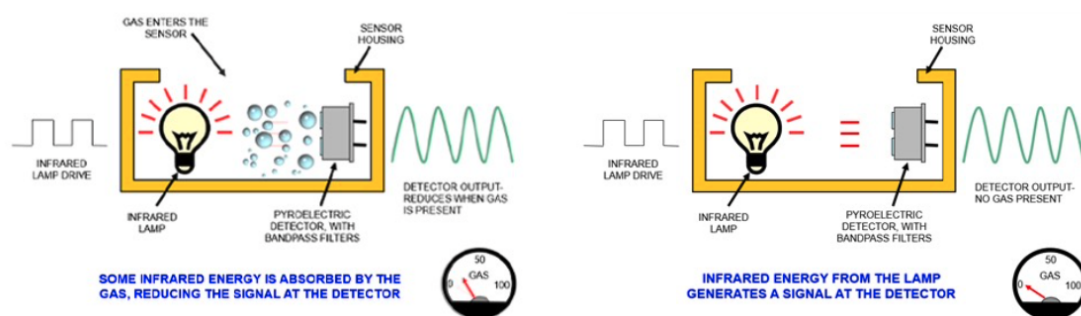 GAS ENTERS THE
SENSOR
SENSOR
HOUSING
INFRARED
LAMP DRIVE
INFRARED
LAMP
PYROELECTRIC
DETECTOR, WITH
BANDPASS FILTERS
DETECTOR OUTPUT-
REDUCES WHEN GAS
IS PRESENT
SOME INFRARED ENERGY IS ABSORBED BY THE
GAS, REDUCING THE SIGNAL AT THE DETECTOR
50
GAS
0 100
SENSOR
HOUSING
INFRARED
LAMP DRIVE
INFRARED
LAMP
PYROELECTRIC
DETECTOR, WITH
BANDPASS FILTERS
DETECTOR OUTPUT-
NO GAS PRESENT
INFRARED ENERGY FROM THE LAMP
GENERATES A SIGNAL AT THE DETECTOR
50
GAS
0 100